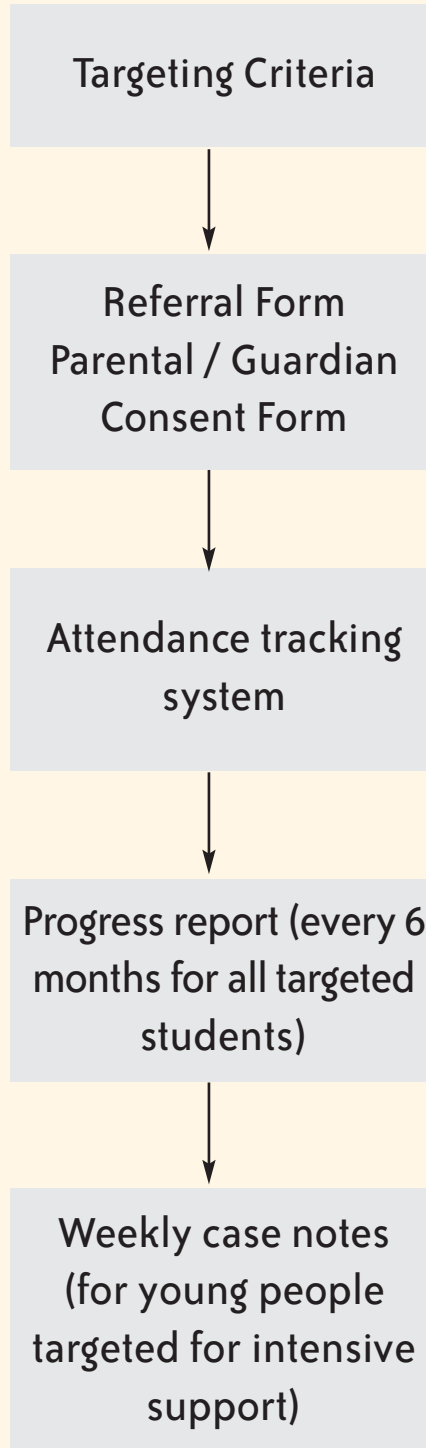 Targeting Criteria
Referral Form
Parental / Guardian
Consent Form
Attendance tracking
system
Progress report (every 6
months for all targeted
students)
Weekly case notes
(for young people
targeted for intensive
support)